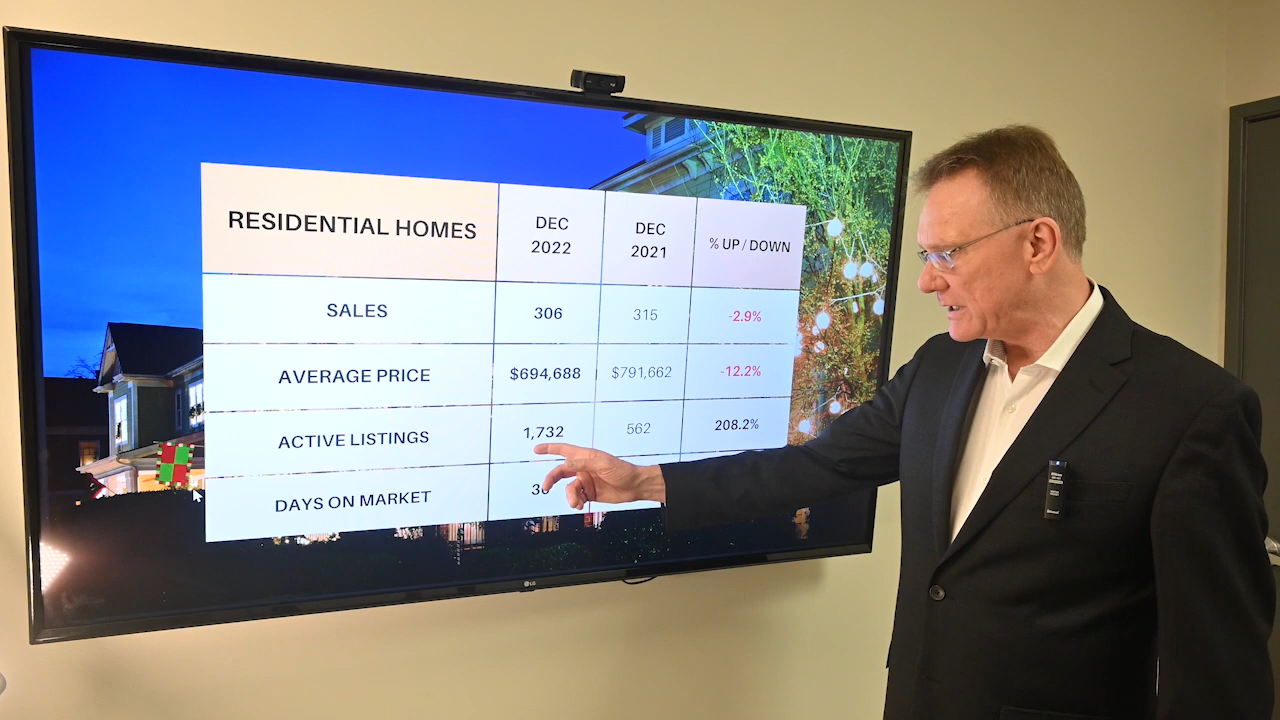 RESIDENTIAL HOMES
DEC
2022
DEC
2021
% UP / DOWN
SALES
306
315
-2.9%
AVERAGE PRICE
$694,688
$791,662
-12.2%
ACTIVE LISTINGS
1,732
562
208.2%
DAYS ON MARKET
LG